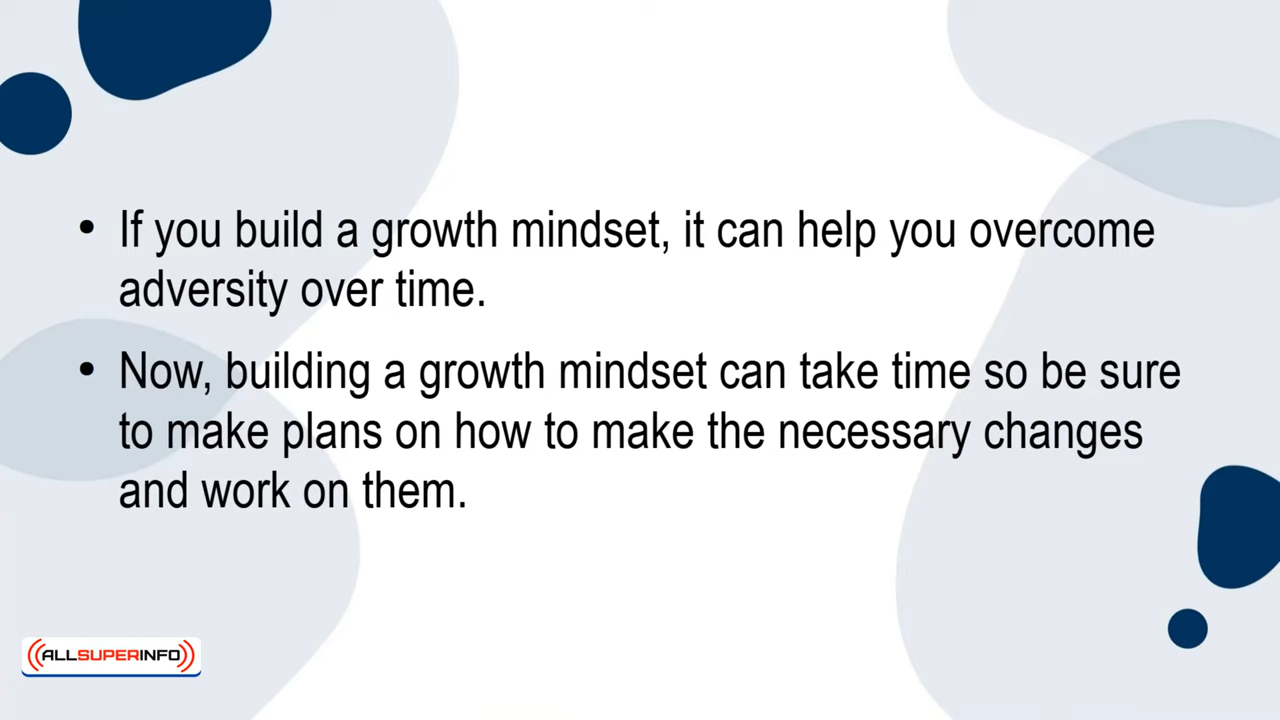 • If you build a growth mindset, it can help you overcome
adversity over time.
• Now, building a growth mindset can take time so be sure
to make plans on how to make the necessary changes
and work on them.
((ALLSUPERINFO))